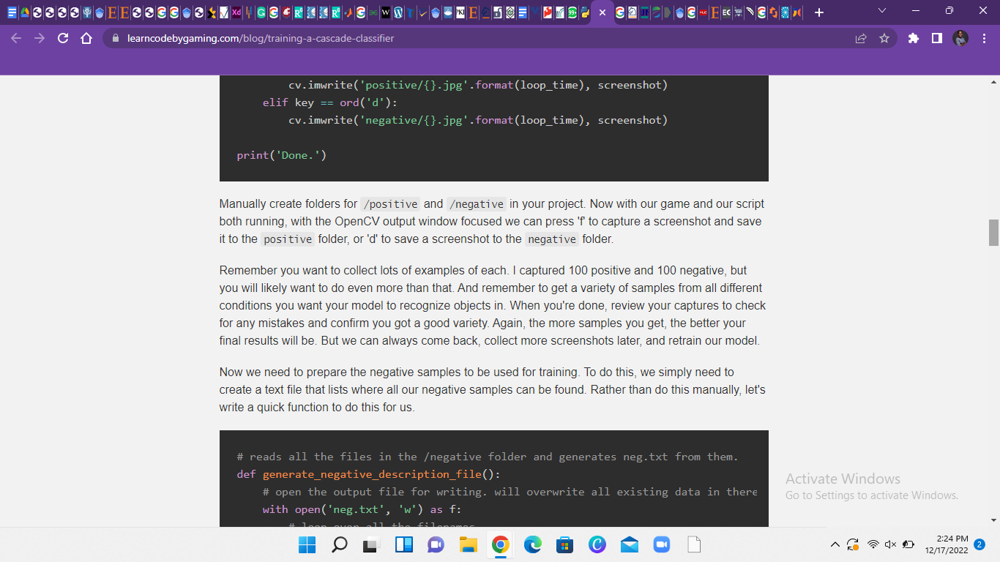 learncodebygaming.com/blog/training-a-cascade-classifier
cv.imwrite('positive/{}.jpg'.format(loop_time), screenshot)
elif key == ord('d'):
cv.imwrite('negative/{}.jpg'.format(loop_time), screenshot)
print('Done.')
Manually create folders for /positive and /negative in your project. Now with our game and our script
both running, with the OpenCV output window focused we can press 'f' to capture a screenshot and save
it to the positive folder, or 'd' to save a screenshot to the negative folder.
Remember you want to collect lots of examples of each. I captured 100 positive and 100 negative, but
you will likely want to do even more than that. And remember to get a variety of samples from all different
conditions you want your model to recognize objects in. When you're done, review your captures to check
for any mistakes and confirm you got a good variety. Again, the more samples you get, the better your
final results will be. But we can always come back, collect more screenshots later, and retrain our model.
Now we need to prepare the negative samples to be used for training. To do this, we simply need to
create a text file that lists where all our negative samples can be found. Rather than do this manually, let's
write a quick function to do this for us.
# reads all the files in the /negative folder and generates neg.txt from them.
def generate_negative_description_file():
# open the output file for writing. will overwrite all existing data in there
with open('neg.txt', 'w') as f:
# loop over all the filenames
Activate Windows
Go to Settings to activate Windows.
2:24 PM
12/17/2022
2